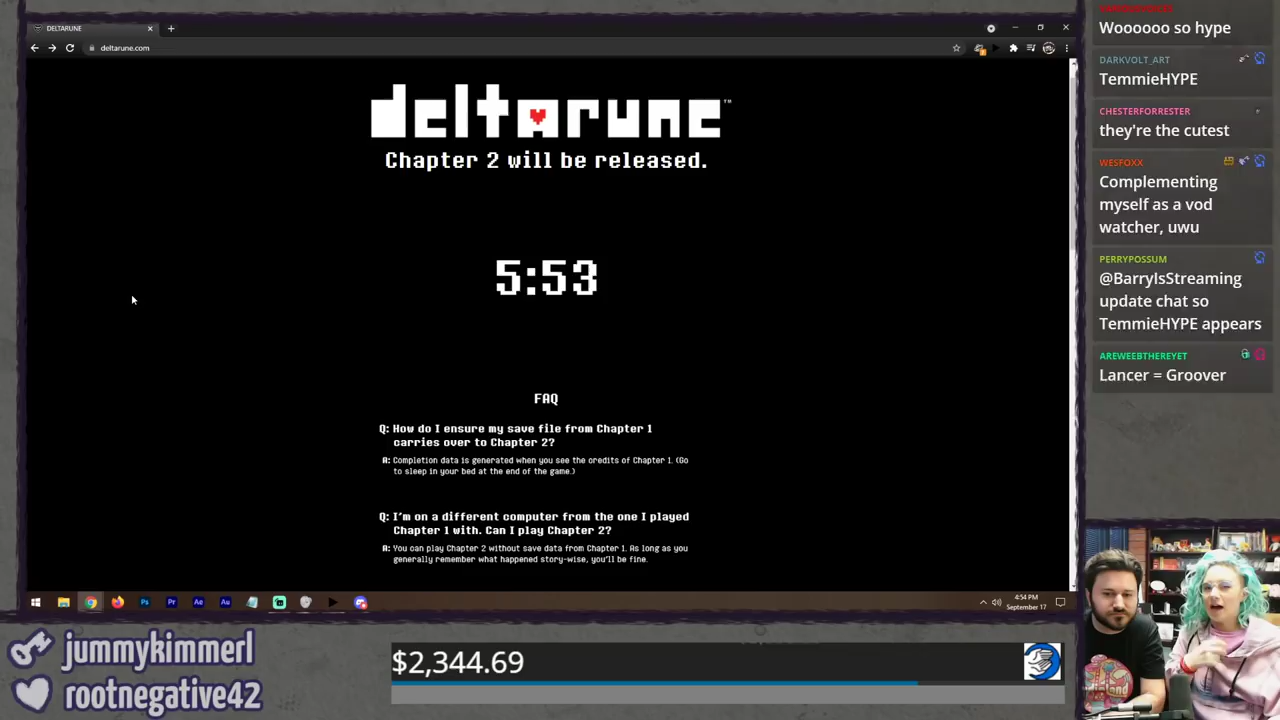 DELTARUNE
deltarune.com
deltarune™
Chapter 2 will be released.
5:53
FAQ
Q: How do I ensure my save file from Chapter 1
carries over to Chapter 2?
A: Completion data is generated when you see the credits of Chapter 1. (Go
to sleep in your bed at the end of the game.)
Q: I'm on a different computer from the one I played
Chapter 1 with. Can I play Chapter 2?
A: You can play Chapter 2 without save data from Chapter 1. As long as you
generally remember what happened story-wise, you'll be fine.
Ps
Pr
Ae
Au
4:54 PM
September 17
Woooooo so hype
DARKVOLT_ART
TemmieHYPE
CHESTERFORRESTER
they're the cutest
WESFOXX
Complementing
myself as a vod
watcher, uwu
PERRYPOSSUM
@BarryIsStreaming
update chat so
TemmieHYPE appears
AREWEEBTHEREYET
Lancer = Groover
jummykimmerl
rootnegative42
$2,344.69